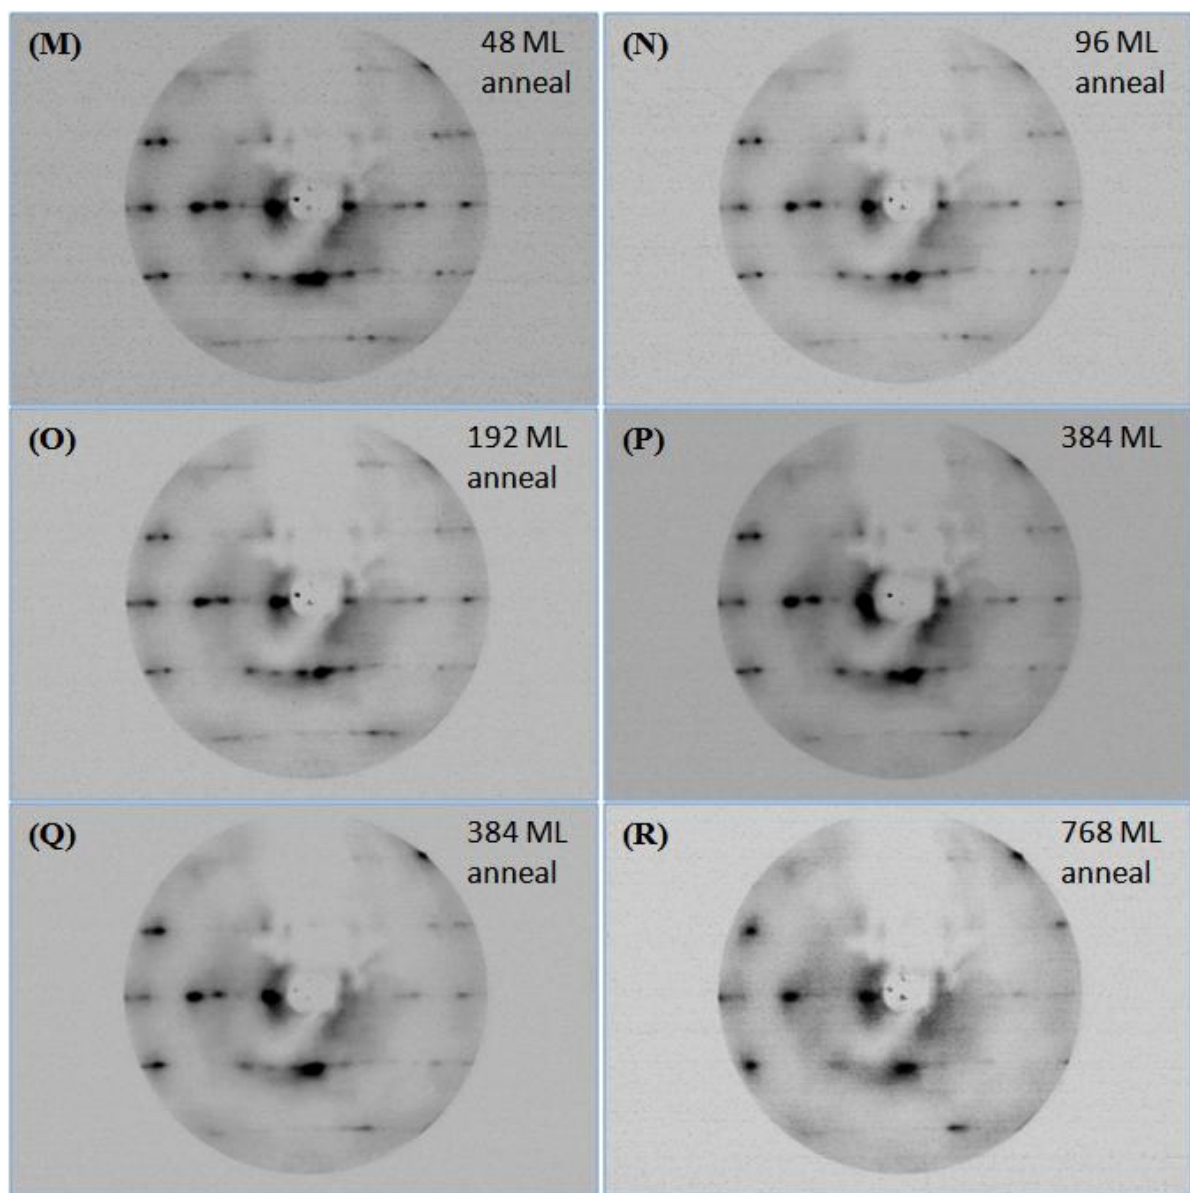 (M) 48 ML
anneal
(N) 96 ML
anneal
(O) 192 ML
anneal
(P) 384 ML
(Q) 384 ML
anneal
(R) 768 ML
anneal